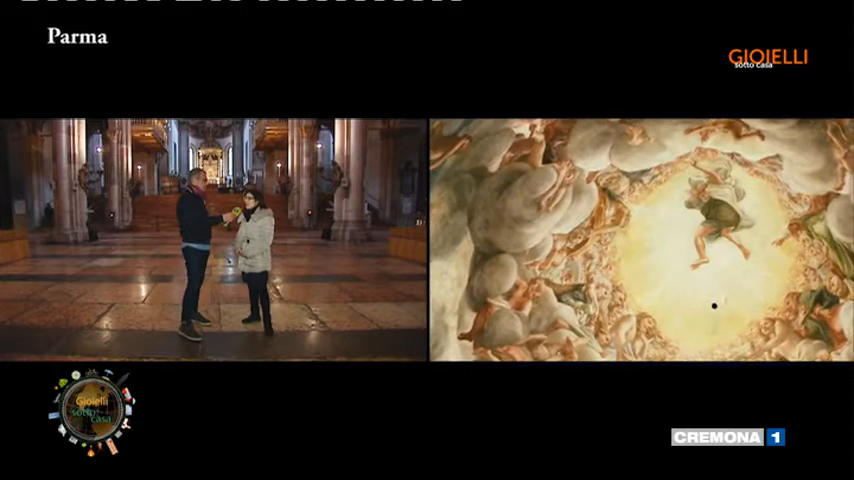 Parma
GIOIELLI
sotto casa
Gioielli
sotto
casa
CREMONA 1